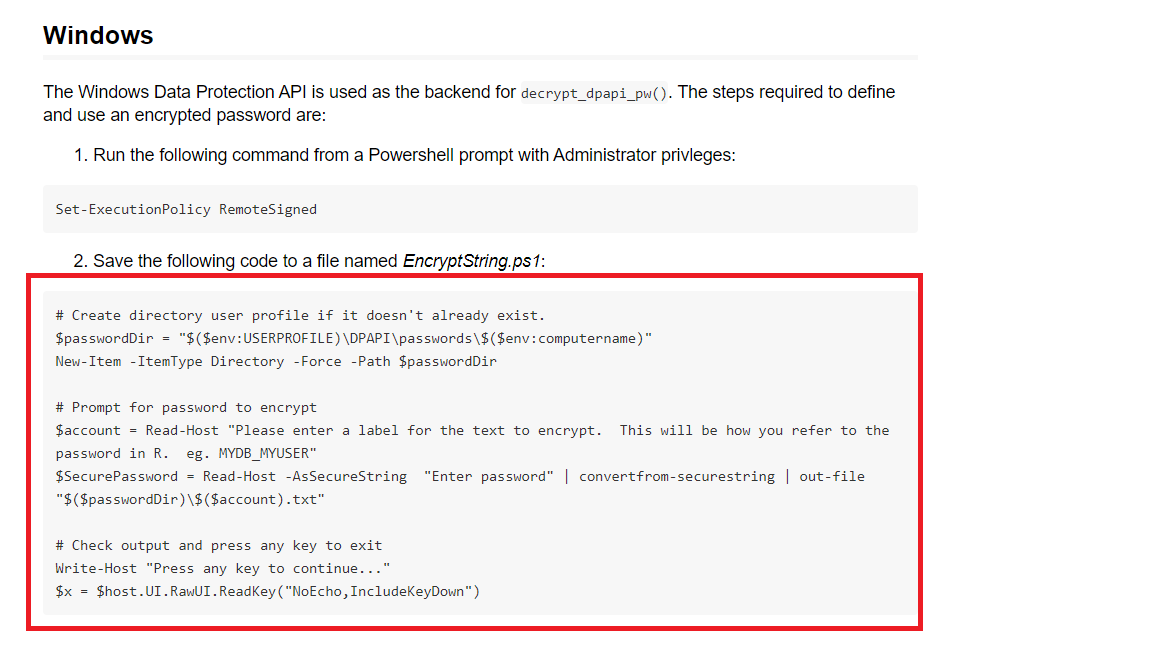 Windows
The Windows Data Protection API is used as the backend for decrypt_dpapi_pw(). The steps required to define
and use an encrypted password are:
1. Run the following command from a Powershell prompt with Administrator privleges:
Set-ExecutionPolicy RemoteSigned
2. Save the following code to a file named EncryptString.ps1:
# Create directory user profile if it doesn't already exist.
$passwordDir = "$($env:USERPROFILE)\DPAPI\passwords\$($env:computername)"
New-Item -ItemType Directory -Force -Path $passwordDir
# Prompt for password to encrypt
$account = Read-Host "Please enter a label for the text to encrypt.  This will be how you refer to the
password in R.  eg. MYDB_MYUSER"
$SecurePassword = Read-Host -AsSecureString  "Enter password" | convertfrom-securestring | out-file
"$($passwordDir)\$($account).txt"
# Check output and press any key to exit
Write-Host "Press any key to continue..."
$x = $host.UI.RawUI.ReadKey("NoEcho,IncludeKeyDown")